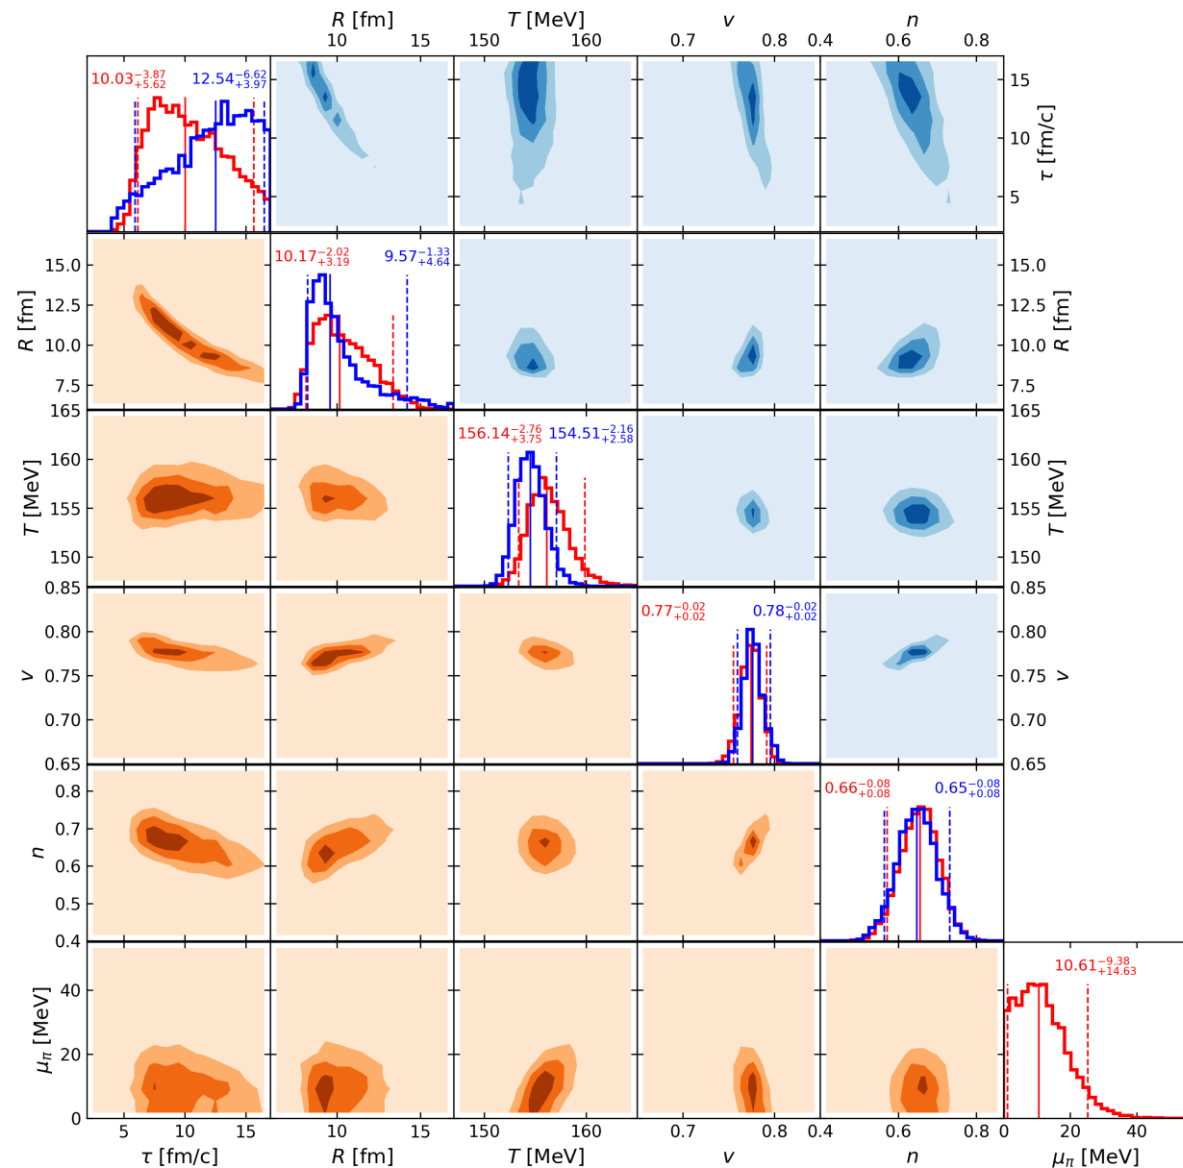 R [fm] T [MeV] v n
10 15 150 160 0.7 0.8 0.4 0.6 0.8
10.03 −3.87 +5.62 12.54 −6.62 +3.97
15
10
5
τ [fm/c]
10.17 −2.02 +3.19 9.57 −1.33 +4.64
R [fm]
15.0 15.0
12.5 12.5
10.0 10.0
7.5 7.5
R [fm]
165 165
156.14 −2.76 +3.75 154.51 −2.16 +2.58
T [MeV]
160 160
155 155
150 150
T [MeV]
0.85 0.85
0.77 −0.02 +0.02 0.78 −0.02 +0.02
v
0.80 0.80
0.75 0.75
0.70 0.70
0.65 0.65
v
0.66 −0.08 +0.08 0.65 −0.08 +0.08
n
0.8
0.7
0.6
0.5
0.4
10.61 −9.38 +14.63
μπ [MeV]
40
20
0
5 10 10 15 150 160 0.7 0.8 0.4 0.6 0.8 0 20 40
τ [fm/c] R [fm] T [MeV] v n μπ [MeV]